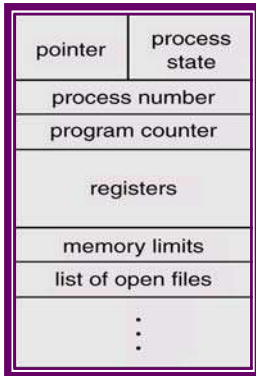 pointer
process
state
process number
program counter
registers
memory limits
list of open files